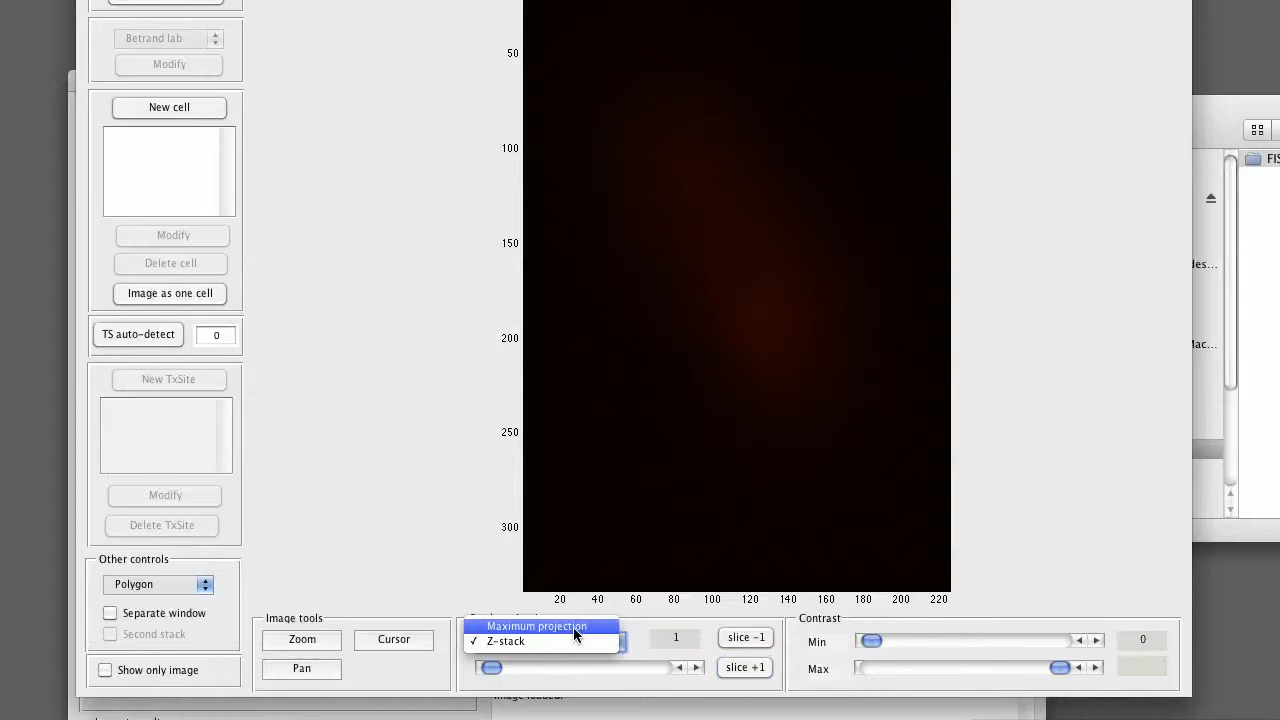 Betrand lab
Modify
New cell
Modify
Delete cell
Image as one cell
TS auto-detect 0
New TxSite
Modify
Delete TxSite
Other controls
Polygon
Separate window
Second stack
Show only image
50
100
150
200
250
300
20 40 60 80 100 120 140 160 180 200 220
Image tools
Zoom Cursor
Pan
Maximum projection
✓ Z-stack
1 slice -1
slice +1
Contrast
Min 0
Max
FIS
des...
Mac...